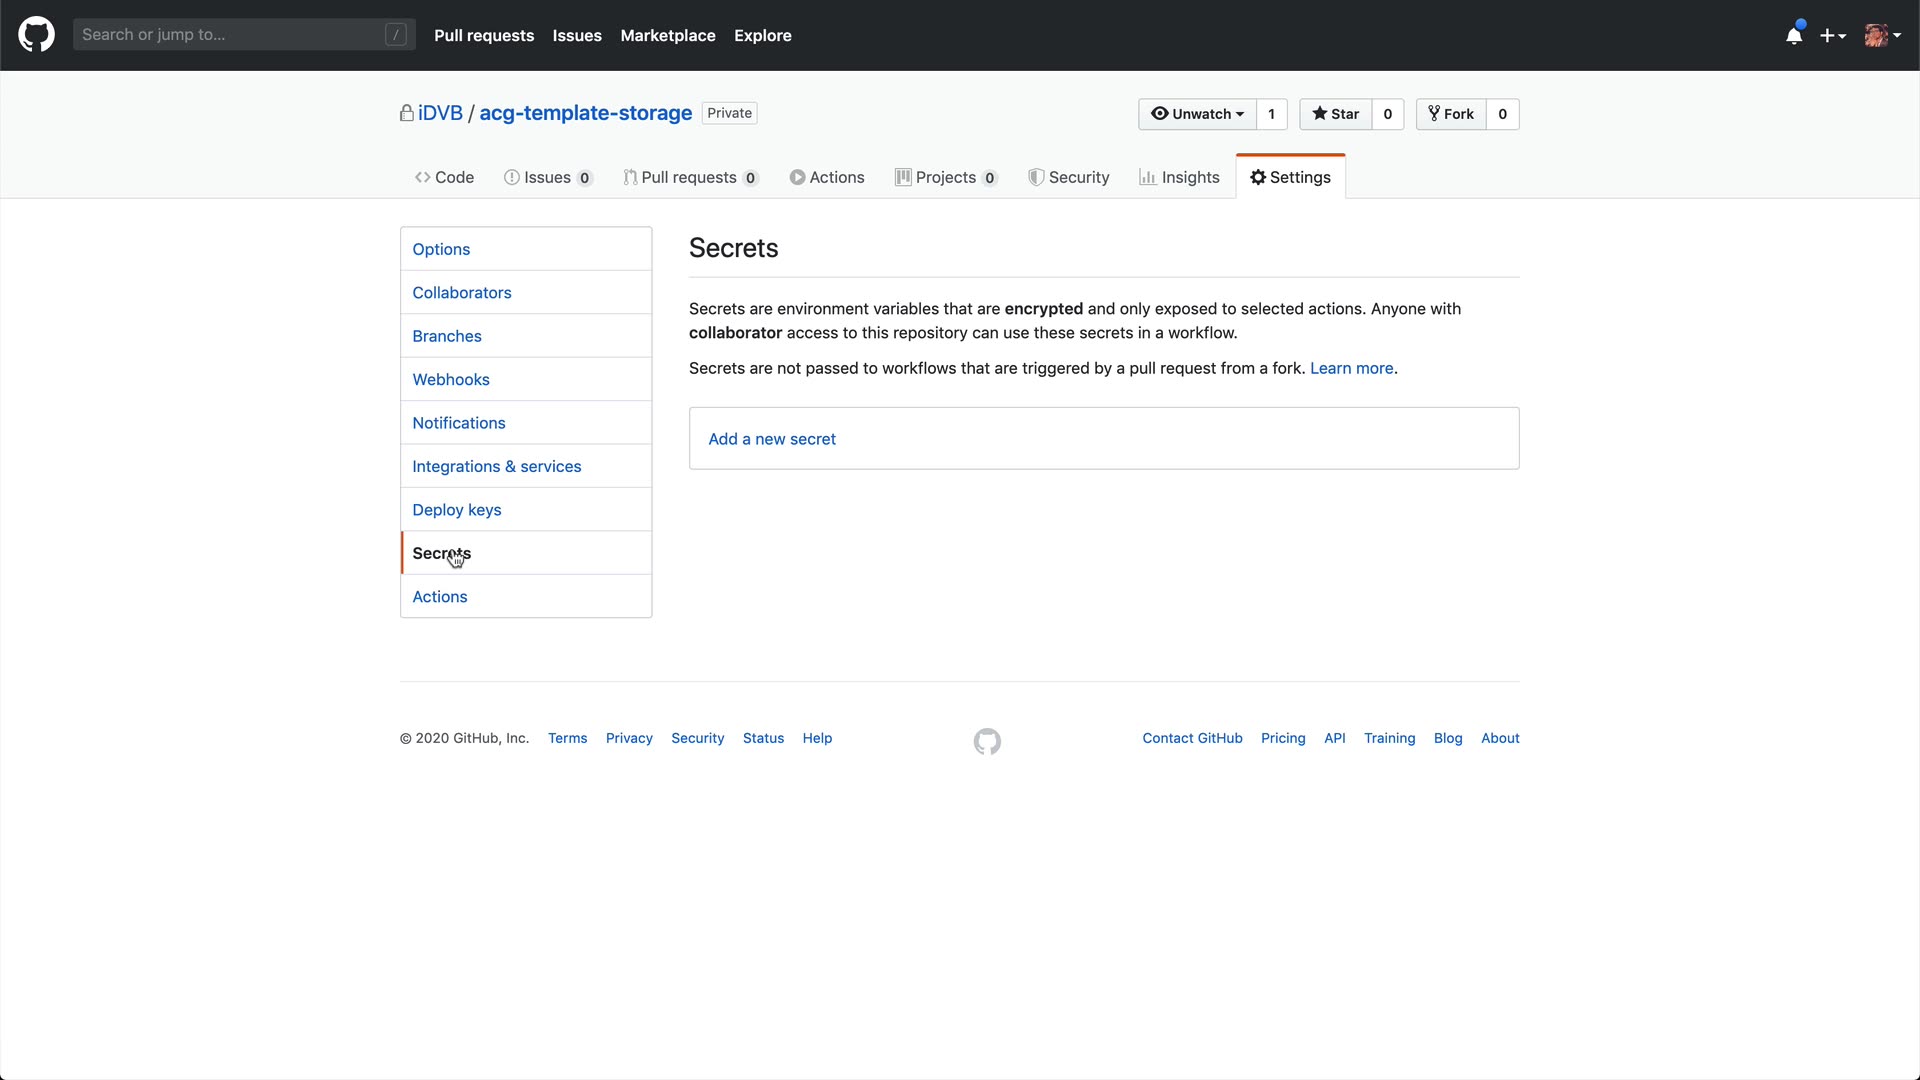 Search or jump to... /
Pull requests Issues Marketplace Explore
iDVB / acg-template-storage Private
Unwatch 1 Star 0 Fork 0
Code Issues 0 Pull requests 0 Actions Projects 0 Security Insights Settings
Options
Collaborators
Branches
Webhooks
Notifications
Integrations & services
Deploy keys
Secrets
Actions
Secrets
Secrets are environment variables that are encrypted and only exposed to selected actions. Anyone with
collaborator access to this repository can use these secrets in a workflow.
Secrets are not passed to workflows that are triggered by a pull request from a fork. Learn more.
Add a new secret
© 2020 GitHub, Inc. Terms Privacy Security Status Help
Contact GitHub Pricing API Training Blog About